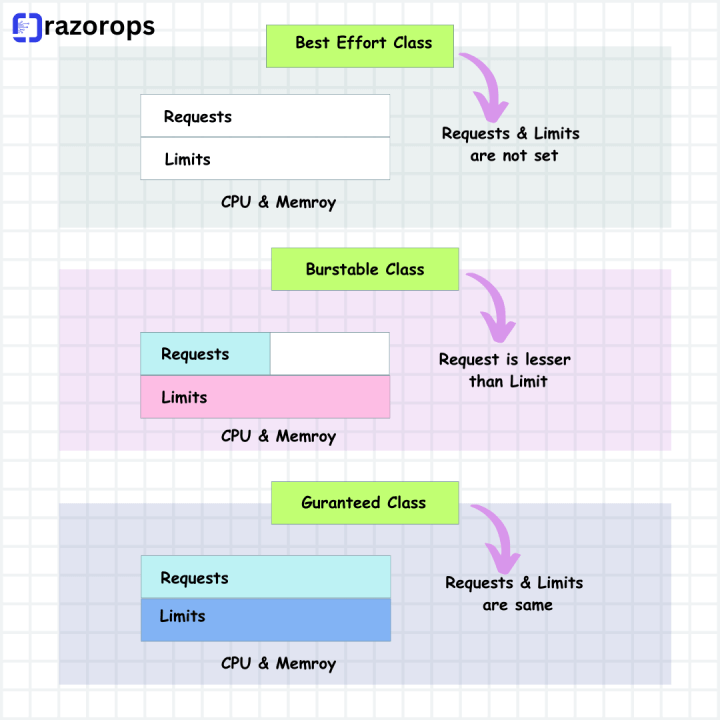 razorops
Best Effort Class
Requests
Limits
CPU & Memroy
Requests & Limits
are not set
Burstable Class
Requests
Limits
CPU & Memroy
Request is lesser
than Limit
Guranteed Class
Requests
Limits
CPU & Memroy
Requests & Limits
are same